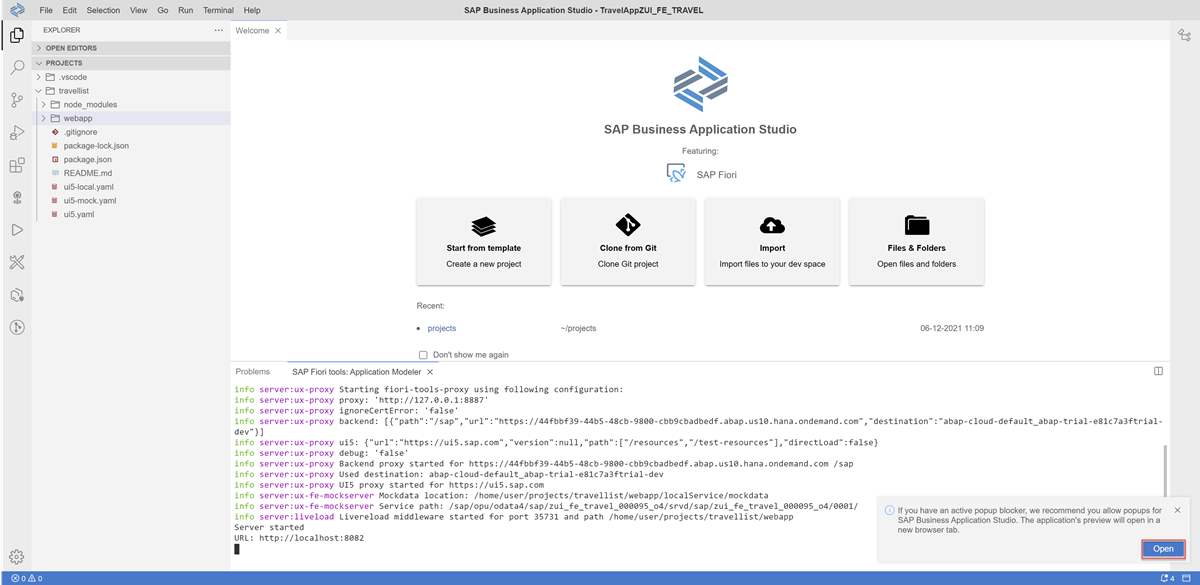 File Edit Selection View Go Run Terminal Help
SAP Business Application Studio - TravelAppZUI_FE_TRAVEL
EXPLORER
OPEN EDITORS
PROJECTS
.vscode
travellist
node_modules
webapp
.gitignore
package-lock.json
package.json
README.md
ui5-local.yaml
ui5-mock.yaml
ui5.yaml
Welcome
SAP Business Application Studio
Featuring:
SAP Fiori
Start from template
Create a new project
Clone from Git
Clone Git project
Import
Import files to your dev space
Files & Folders
Open files and folders
Recent:
• projects ~/projects 06-12-2021 11:09
Don't show me again
Problems SAP Fiori tools: Application Modeler
info server:ux-proxy Starting fiori-tools-proxy using following configuration:
info server:ux-proxy proxy: 'http://127.0.0.1:8887'
info server:ux-proxy ignoreCertError: 'false'
info server:ux-proxy backend: [{"path":"/sap","url":"https://44fbbf39-44b5-48cb-9800-cbb9cbadbedf.abap.us10.hana.ondemand.com","destination":"abap-cloud-default_abap-trial-e81c7a3ftrial-
dev"}]
info server:ux-proxy ui5: {"url":"https://ui5.sap.com","version":null,"path":["/resources","/test-resources"],"directLoad":false}
info server:ux-proxy debug: 'false'
info server:ux-proxy Backend proxy started for https://44fbbf39-44b5-48cb-9800-cbb9cbadbedf.abap.us10.hana.ondemand.com /sap
info server:ux-proxy Used destination: abap-cloud-default_abap-trial-e81c7a3ftrial-dev
info server:ux-proxy UI5 proxy started for https://ui5.sap.com
info server:ux-fe-mockserver Mockdata location: /home/user/projects/travellist/webapp/localService/mockdata
info server:ux-fe-mockserver Service path: /sap/opu/odata4/sap/zui_fe_travel_000095_o4/srvd/sap/zui_fe_travel_000095_o4/0001/
info server:liveload Livereload middleware started for port 35731 and path /home/user/projects/travellist/webapp
Server started
URL: http://localhost:8082
If you have an active popup blocker, we recommend you allow popups for
SAP Business Application Studio. The application's preview will open in a
new browser tab.
Open
0 0
4